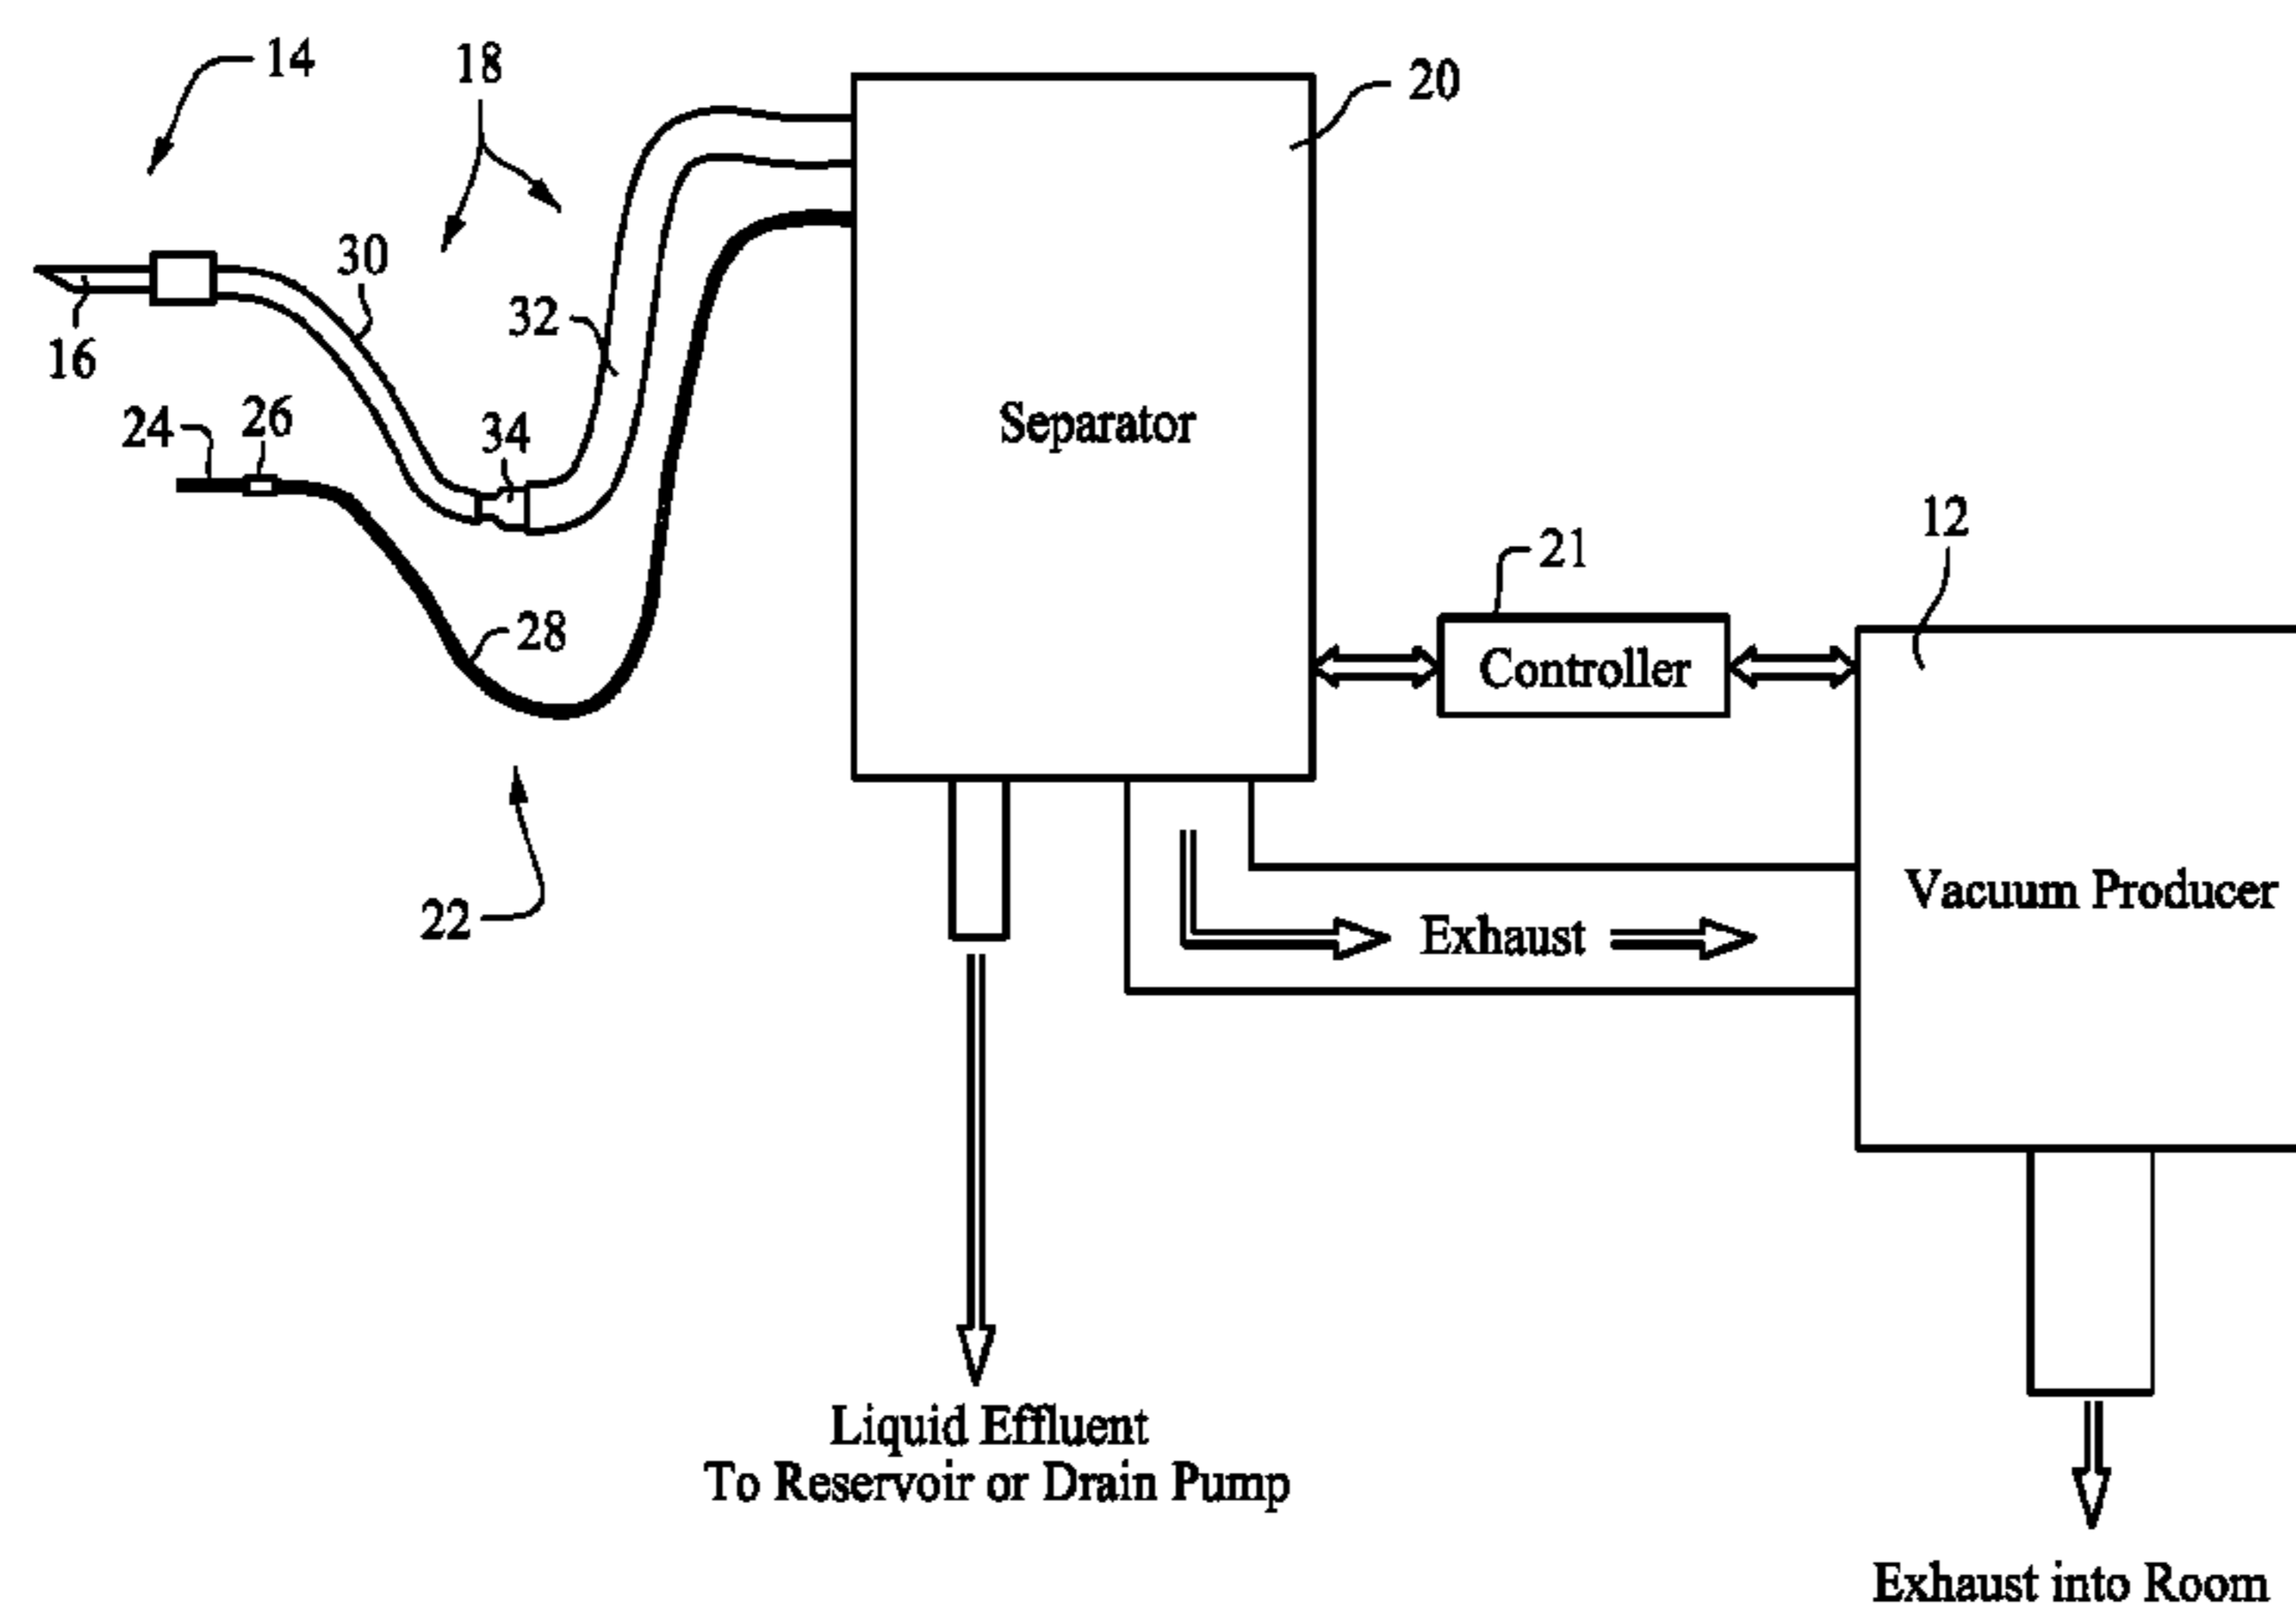 14
18
20
30
32
16
24
26
34
Separator
12
21
28
Controller
22
Vacuum Producer
Exhaust
Liquid Effluent
To Reservoir or Drain Pump
Exhaust into Room